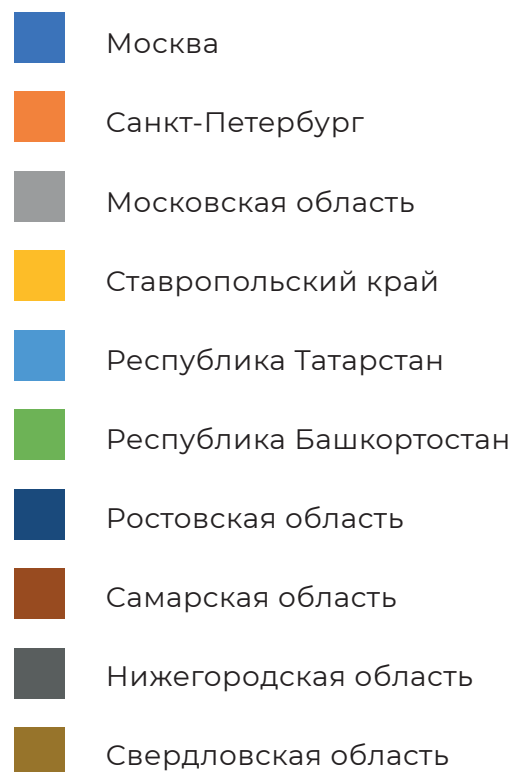 Москва
Санкт-Петербург
Московская область
Ставропольский край
Республика Татарстан
Республика Башкортостан
Ростовская область
Самарская область
Нижегородская область
Свердловская область